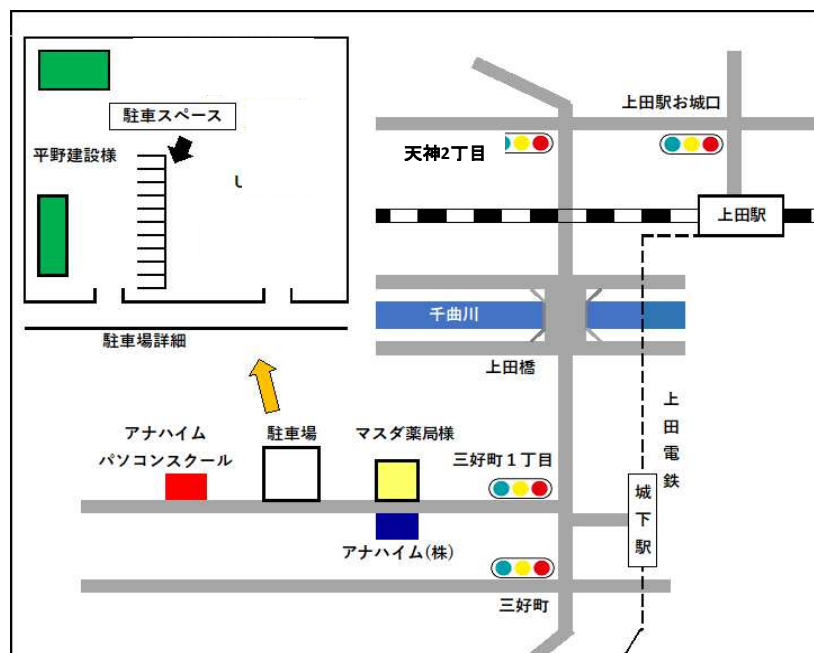 駐車スペース
平野建設様
駐車場詳細
上田駅お城口
天神2丁目
上田駅
千曲川
上田橋
上田電鉄
アナハイム
パソコンスクール
駐車場
マスダ薬局様
三好町1丁目
城下駅
アナハイム(株)
三好町